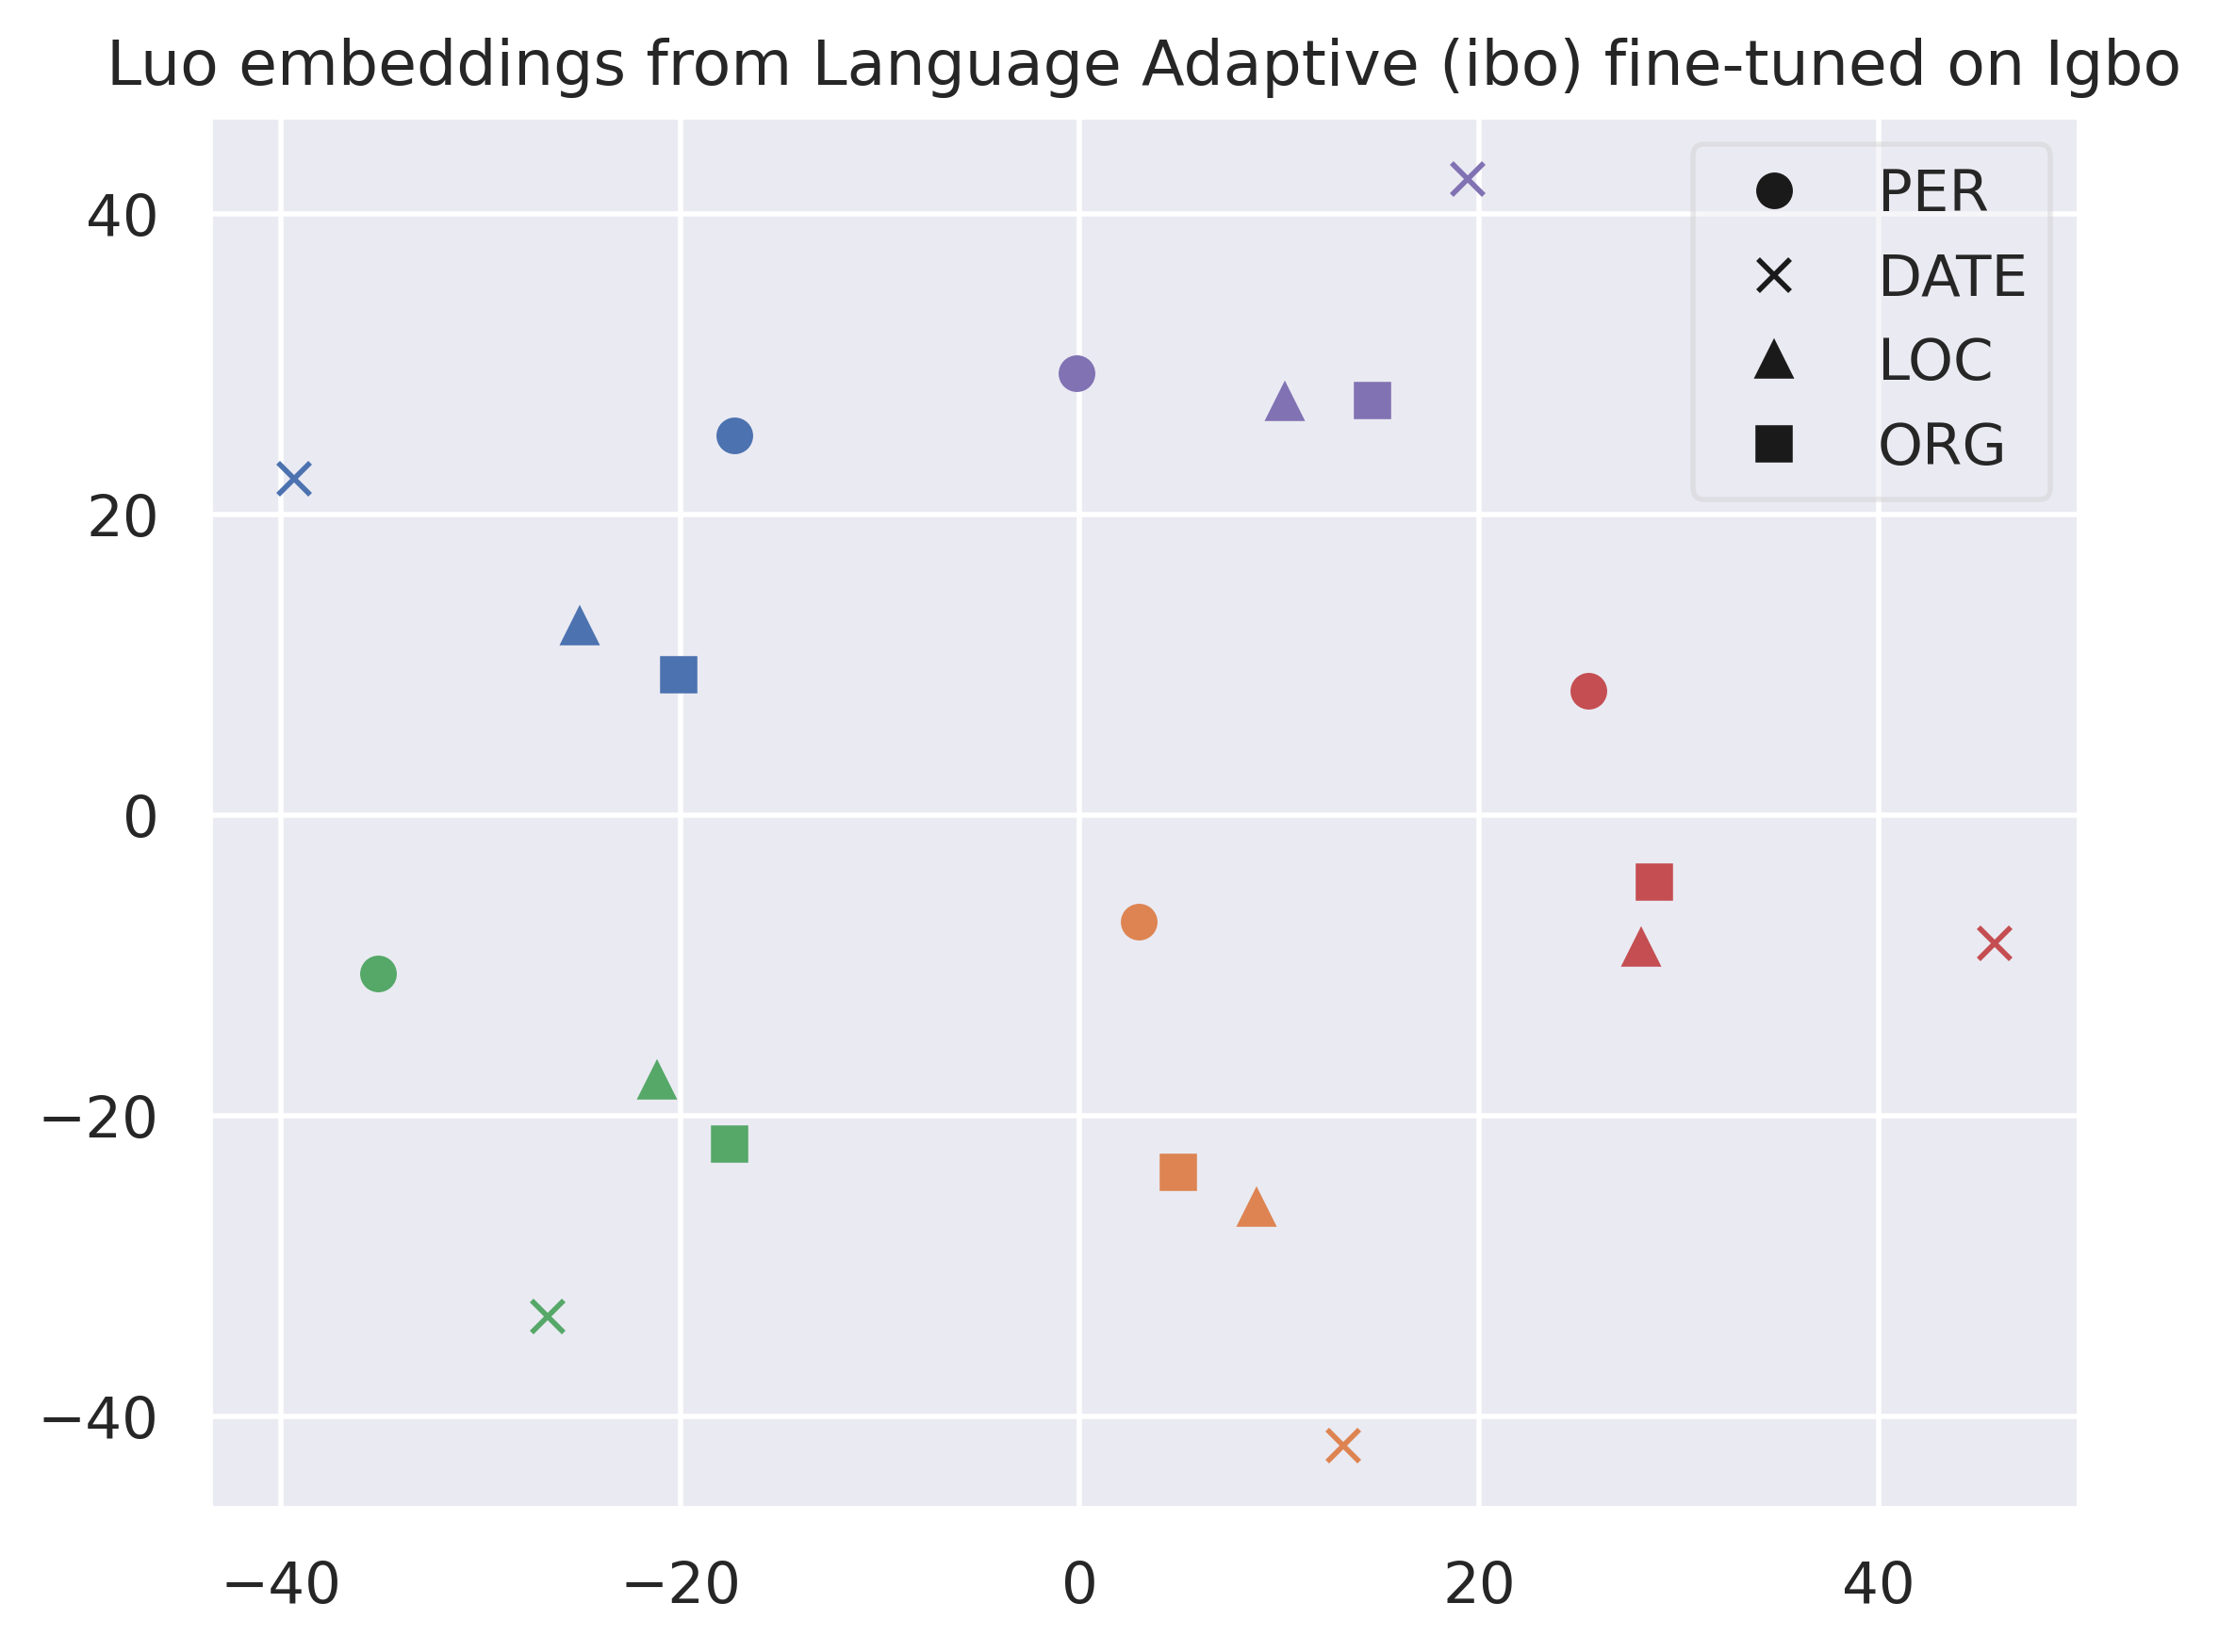 Luo embeddings from Language Adaptive (ibo) fine-tuned on Igbo
PER
DATE
LOC
ORG
40
20
0
−20
−40
−40 −20 0 20 40